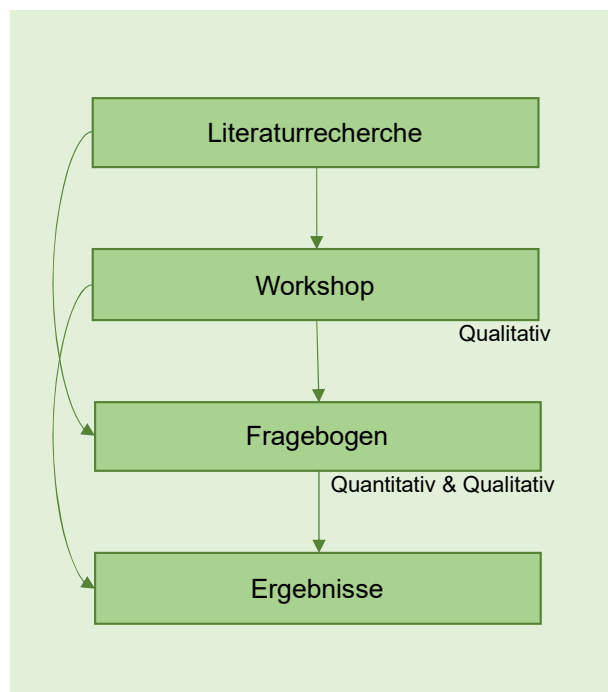 Literaturrecherche
Workshop
Qualitativ
Fragebogen
Quantitativ & Qualitativ
Ergebnisse